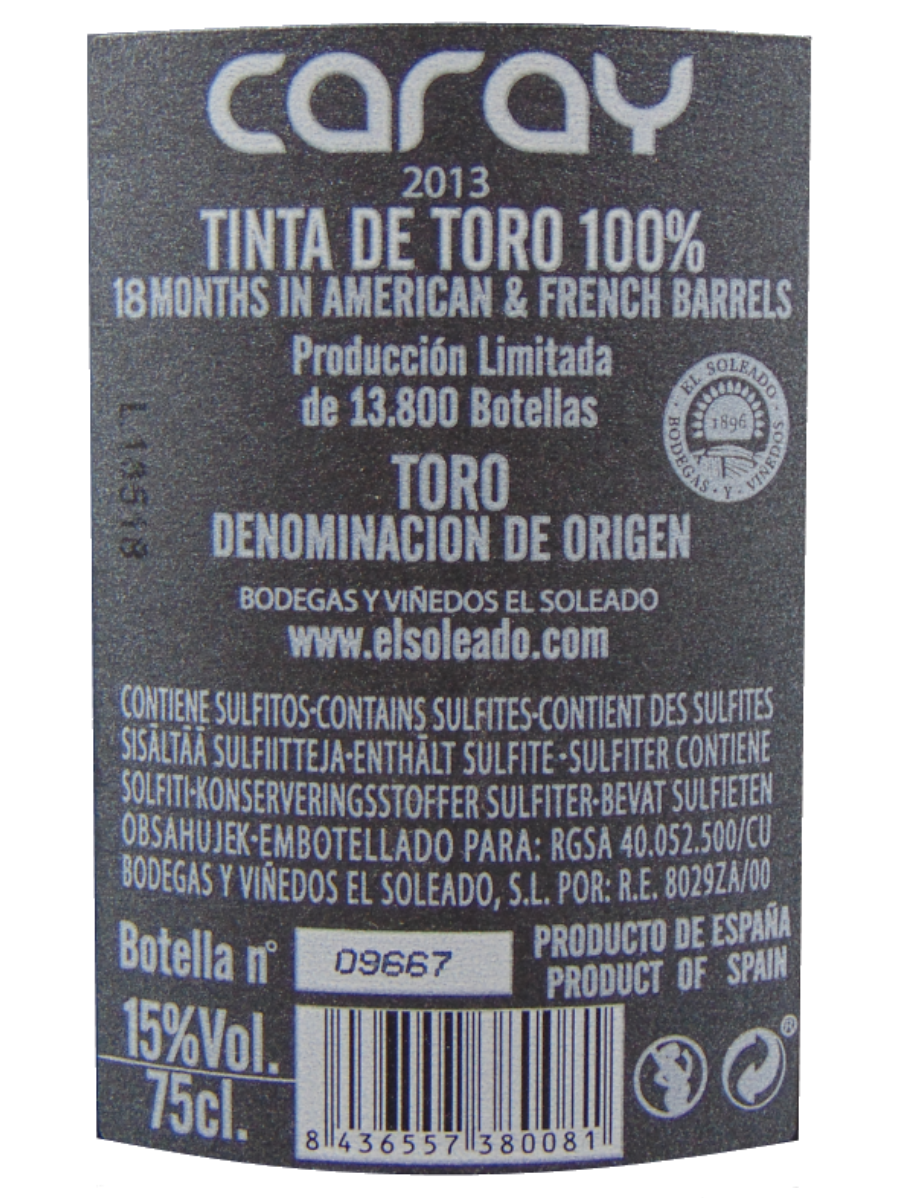 caray
2013
TINTA DE TORO 100%
18 MONTHS IN AMERICAN & FRENCH BARRELS
Producción Limitada
de 13.800 Botellas
EL SOLEADO
1896
BODEGAS · Y · VIÑEDOS
L13518
TORO
DENOMINACION DE ORIGEN
BODEGAS Y VIÑEDOS EL SOLEADO
www.elsoleado.com
CONTIENE SULFITOS·CONTAINS SULFITES·CONTIENT DES SULFITES
SISÄLTÄÄ SULFIITTEJA·ENTHÄLT SULFITE·SULFITER CONTIENE
SOLFITI·KONSERVERINGSSTOFFER SULFITER·BEVAT SULFIETEN
OBSAHUJEK·EMBOTELLADO PARA: RGSA 40.052.500/CU
BODEGAS Y VIÑEDOS EL SOLEADO, S.L. POR: R.E. 8029ZA/00
Botella nº 09667
PRODUCTO DE ESPAÑA
PRODUCT OF SPAIN
15%Vol.
75cl.
8 436557 380081
®